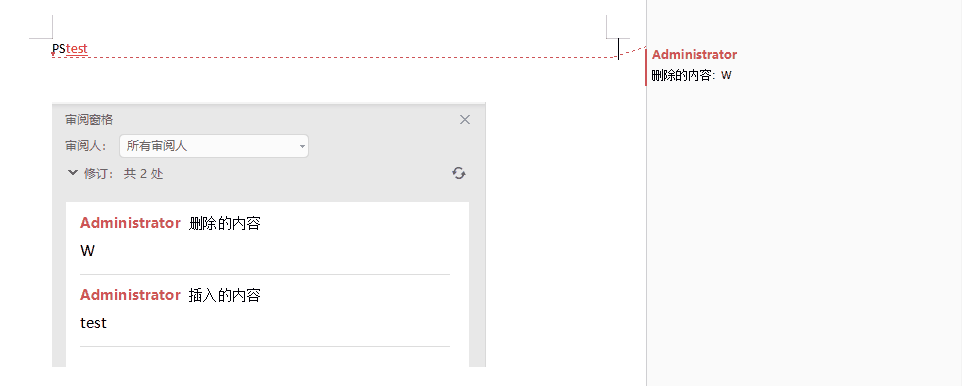 PStest
Administrator
删除的内容: W
审阅窗格
审阅人:
所有审阅人
修订: 共 2 处
Administrator 删除的内容
W
Administrator 插入的内容
test